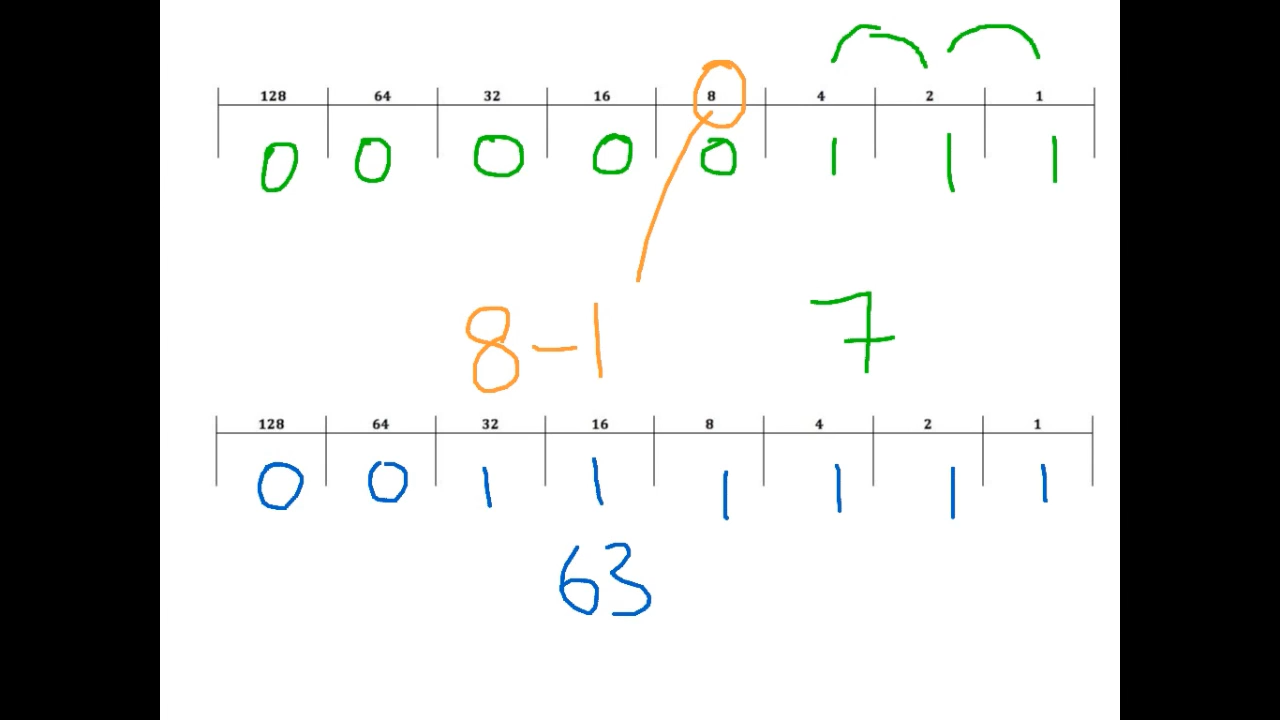 128 64 32 16 8 4 2 1
0 0 0 0 0 1 1 1
8-1 7
128 64 32 16 8 4 2 1
0 0 1 1 1 1 1 1
63